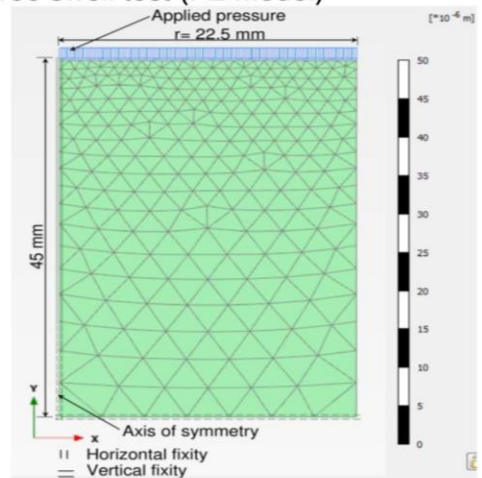 Applied pressure
r= 22.5 mm
[*10 -6 m]
50
45
40
35
30
25
20
15
10
5
0
45 mm
Y
X
Axis of symmetry
Horizontal fixity
Vertical fixity